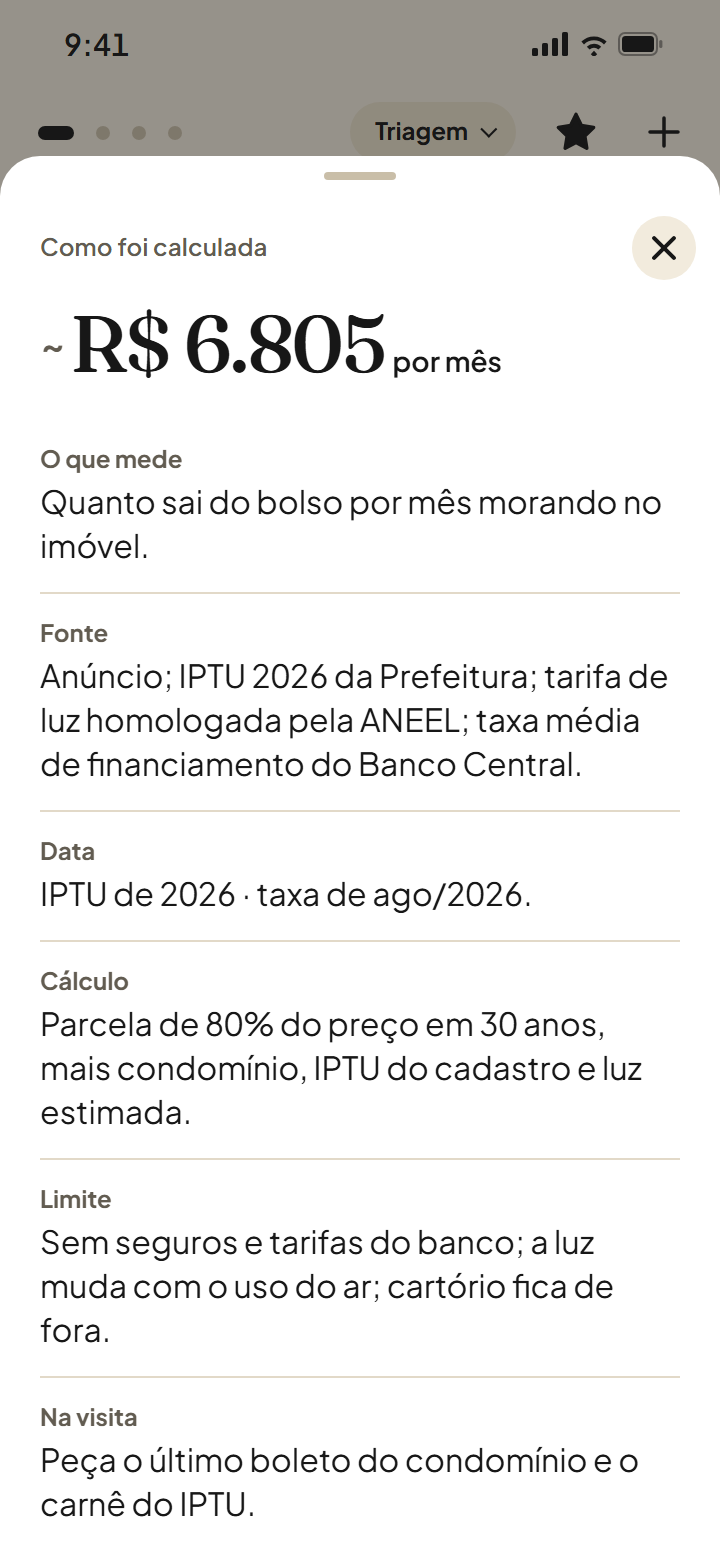 9:41
Triagem
Como foi calculada
~ R$ 6.805 por mês
O que mede
Quanto sai do bolso por mês morando no
imóvel.
Fonte
Anúncio; IPTU 2026 da Prefeitura; tarifa de
luz homologada pela ANEEL; taxa média
de financiamento do Banco Central.
Data
IPTU de 2026 · taxa de ago/2026.
Cálculo
Parcela de 80% do preço em 30 anos,
mais condomínio, IPTU do cadastro e luz
estimada.
Limite
Sem seguros e tarifas do banco; a luz
muda com o uso do ar; cartório fica de
fora.
Na visita
Peça o último boleto do condomínio e o
carnê do IPTU.